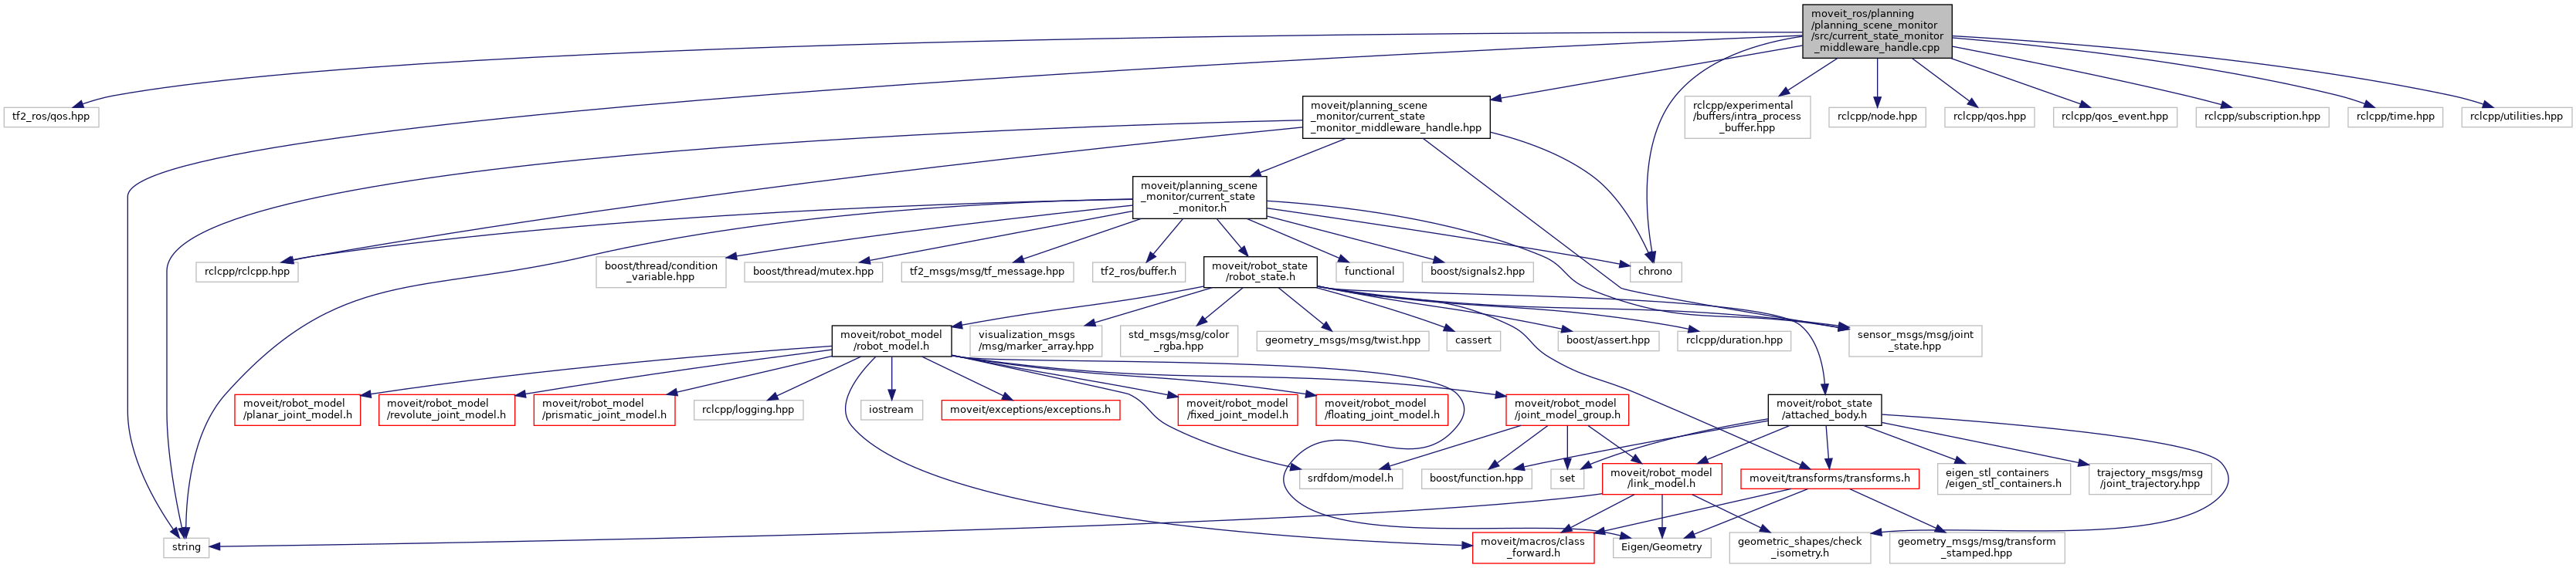 moveit_ros/planning
/planning_scene_monitor
/src/current_state_monitor
_middleware_handle.cpp
tf2_ros/qos.hpp
moveit/planning_scene
_monitor/current_state
_monitor_middleware_handle.hpp
rclcpp/experimental
/buffers/intra_process
_buffer.hpp
rclcpp/node.hpp
rclcpp/qos.hpp
rclcpp/qos_event.hpp
rclcpp/subscription.hpp
rclcpp/time.hpp
rclcpp/utilities.hpp
moveit/planning_scene
_monitor/current_state
_monitor.h
rclcpp/rclcpp.hpp
boost/thread/condition
_variable.hpp
boost/thread/mutex.hpp
tf2_msgs/msg/tf_message.hpp
tf2_ros/buffer.h
moveit/robot_state
/robot_state.h
functional
boost/signals2.hpp
chrono
moveit/robot_model
/robot_model.h
visualization_msgs
/msg/marker_array.hpp
std_msgs/msg/color
_rgba.hpp
geometry_msgs/msg/twist.hpp
cassert
boost/assert.hpp
rclcpp/duration.hpp
sensor_msgs/msg/joint
_state.hpp
moveit/robot_model
/planar_joint_model.h
moveit/robot_model
/revolute_joint_model.h
moveit/robot_model
/prismatic_joint_model.h
rclcpp/logging.hpp
iostream
moveit/exceptions/exceptions.h
moveit/robot_model
/fixed_joint_model.h
moveit/robot_model
/floating_joint_model.h
moveit/robot_model
/joint_model_group.h
moveit/robot_state
/attached_body.h
srdfdom/model.h
boost/function.hpp
set
moveit/robot_model
/link_model.h
moveit/transforms/transforms.h
eigen_stl_containers
/eigen_stl_containers.h
trajectory_msgs/msg
/joint_trajectory.hpp
string
moveit/macros/class
_forward.h
Eigen/Geometry
geometric_shapes/check
_isometry.h
geometry_msgs/msg/transform
_stamped.hpp